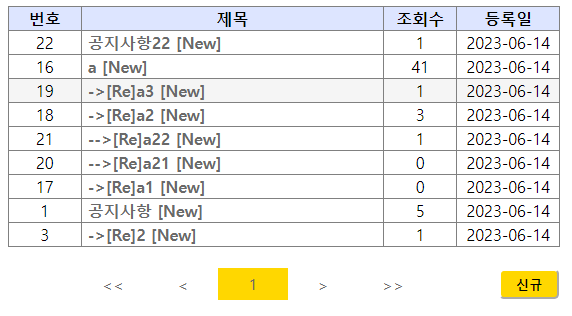 번호 제목 조회수 등록일
22 공지사항22 [New] 1 2023-06-14
16 a [New] 41 2023-06-14
19 ->[Re]a3 [New] 1 2023-06-14
18 ->[Re]a2 [New] 3 2023-06-14
21 -->[Re]a22 [New] 1 2023-06-14
20 -->[Re]a21 [New] 0 2023-06-14
17 ->[Re]a1 [New] 0 2023-06-14
1 공지사항 [New] 5 2023-06-14
3 ->[Re]2 [New] 1 2023-06-14
<< < 1 > >> 신규